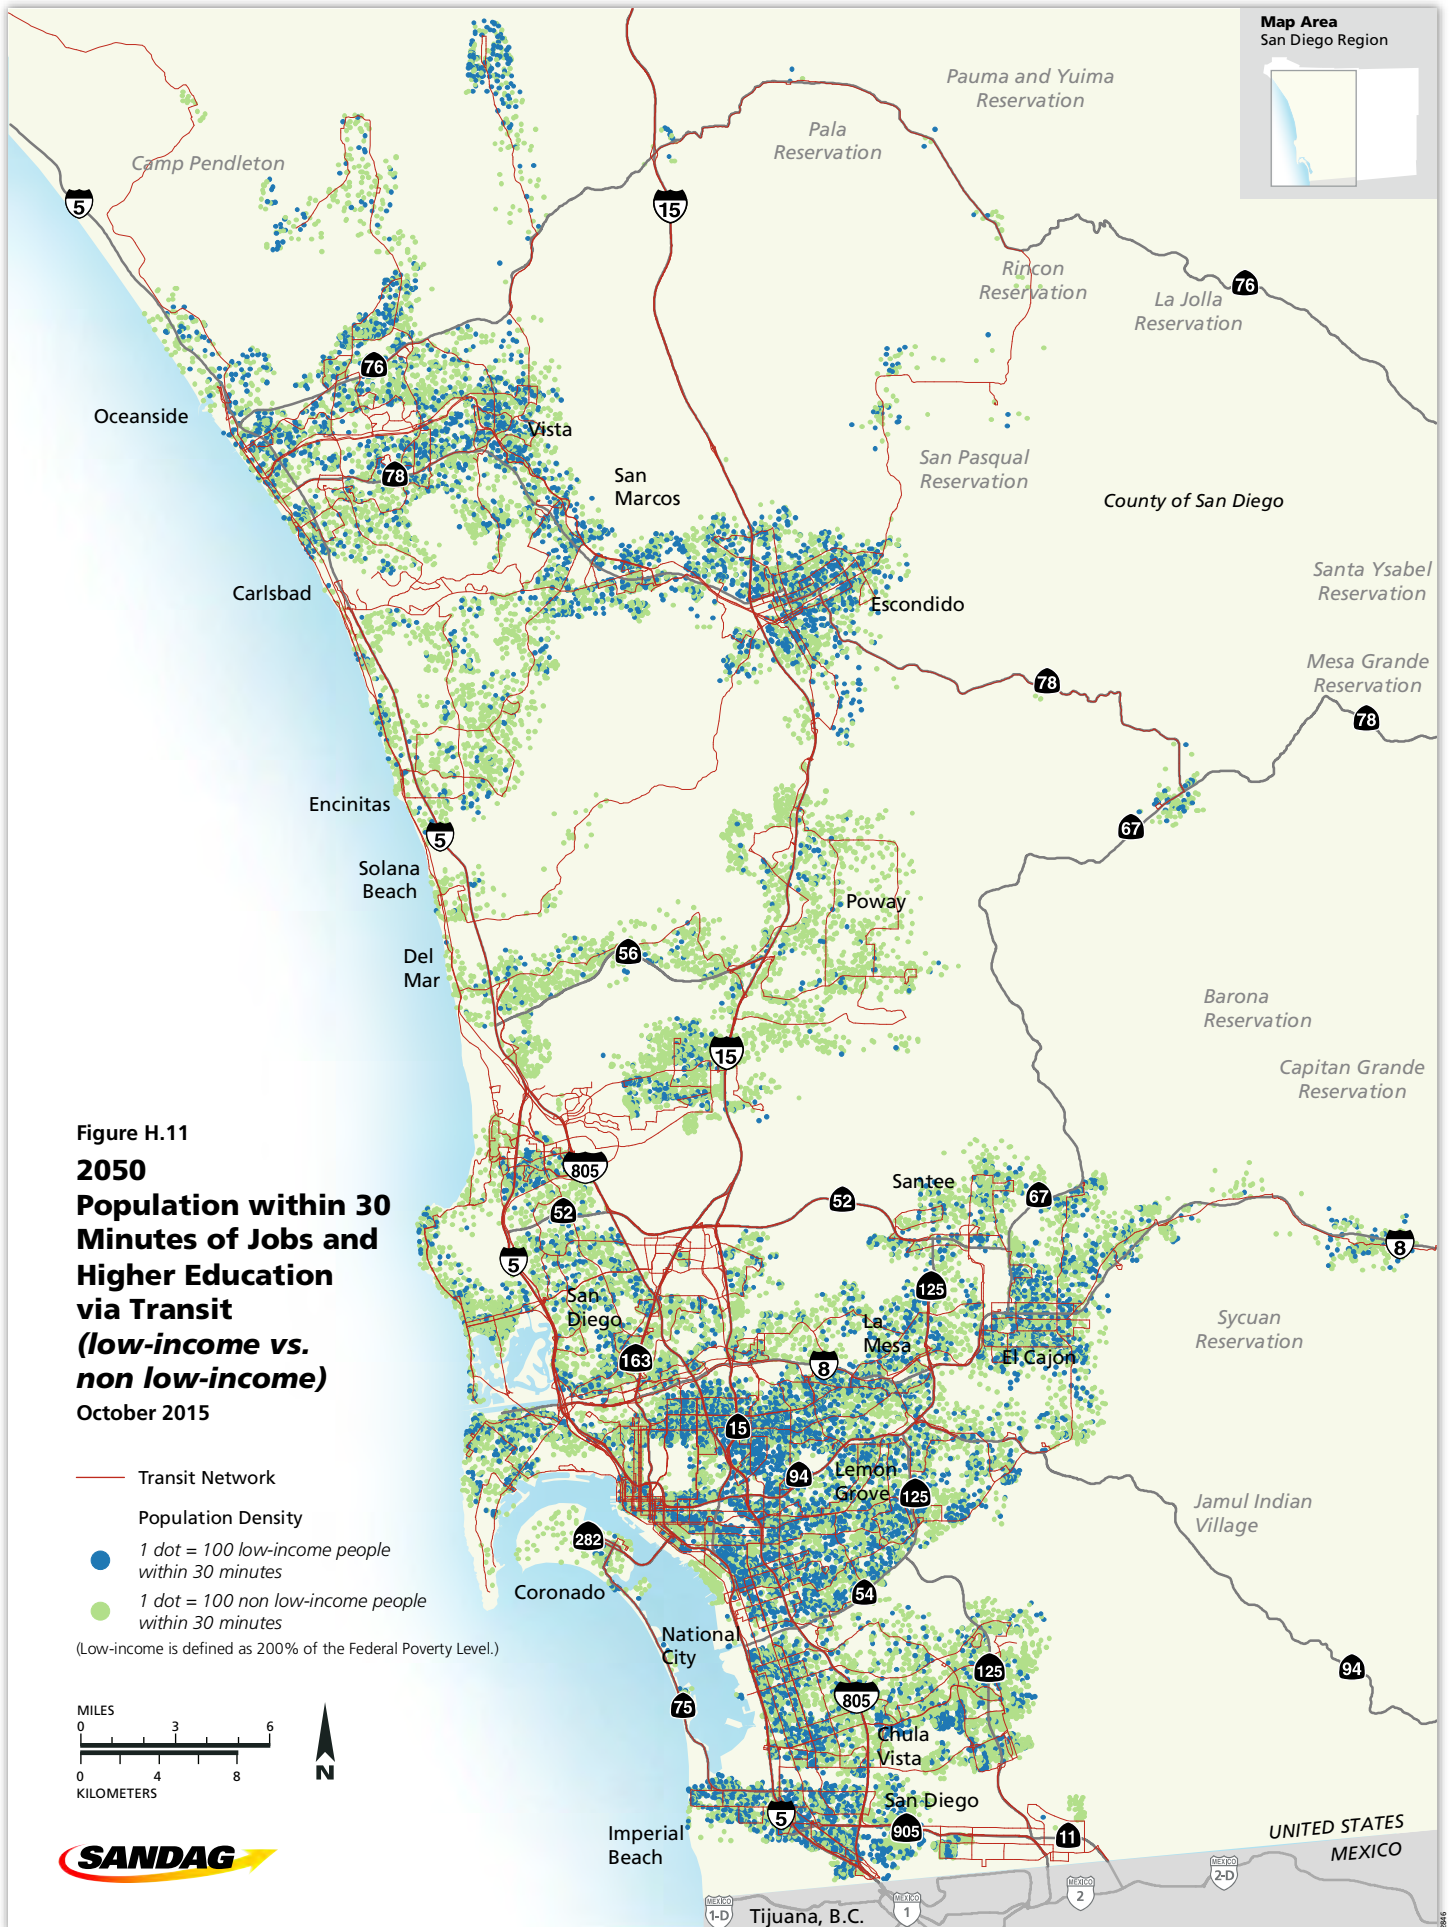 Map Area
San Diego Region
Pauma and Yuima
Reservation
Pala
Reservation
Camp Pendleton
5
15
Rincon
Reservation
La Jolla
Reservation
76
76
Oceanside
Vista
78
San
Marcos
San Pasqual
Reservation
County of San Diego
Santa Ysabel
Reservation
Carlsbad
Escondido
Mesa Grande
Reservation
78
78
Encinitas
5
67
Solana
Beach
Poway
56
Del
Mar
Barona
Reservation
15
Capitan Grande
Reservation
Figure H.11
2050
Population within 30
Minutes of Jobs and
Higher Education
via Transit
(low-income vs.
non low-income)
October 2015
805
Santee
67
52
52
5
8
125
San
Diego
La
Mesa
Sycuan
Reservation
163
8
El Cajon
15
94
Lemon
Grove
125
Jamul Indian
Village
Transit Network
Population Density
1 dot = 100 low-income people
within 30 minutes
1 dot = 100 non low-income people
within 30 minutes
(Low-income is defined as 200% of the Federal Poverty Level.)
282
Coronado
54
National
City
125
94
75
805
Chula
Vista
MILES
0 3 6
0 4 8
KILOMETERS
N
San Diego
5
905
11
Imperial
Beach
UNITED STATES
MEXICO
SANDAG
MEXICO
1-D
Tijuana, B.C.
MEXICO
1
MEXICO
2
MEXICO
2-D